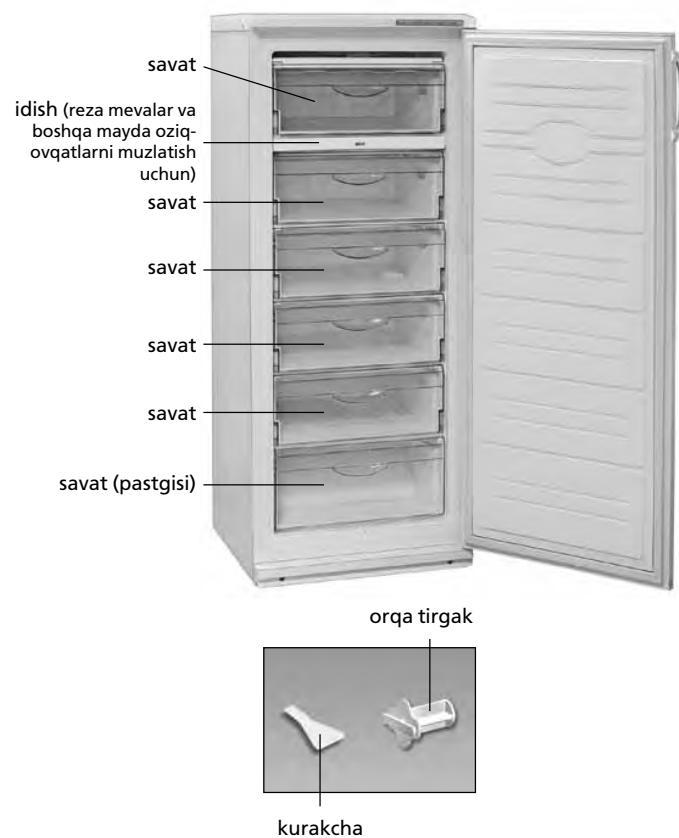 savat
idish (reza mevalar va
boshqa mayda oziq-
ovqatlarni muzlatish
uchun)
savat
savat
savat
savat
savat (pastgisi)
orqa tirgak
kurakcha